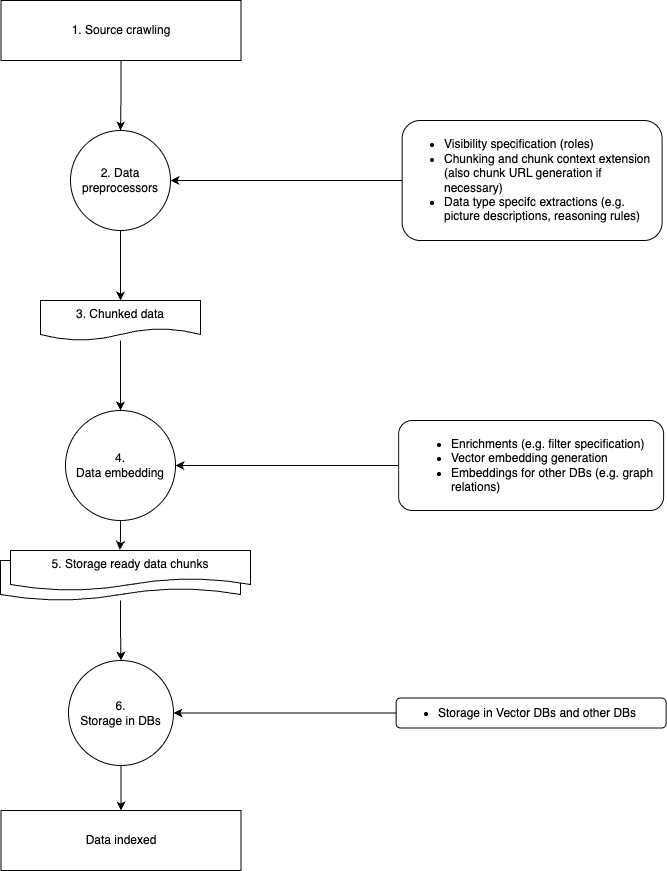 1. Source crawling
2. Data
preprocessors
• Visibility specification (roles)
• Chunking and chunk context extension
(also chunk URL generation if
necessary)
• Data type specifc extractions (e.g.
picture descriptions, reasoning rules)
3. Chunked data
4.
Data embedding
• Enrichments (e.g. filter specification)
• Vector embedding generation
• Embeddings for other DBs (e.g. graph
relations)
5. Storage ready data chunks
6.
Storage in DBs
• Storage in Vector DBs and other DBs
Data indexed